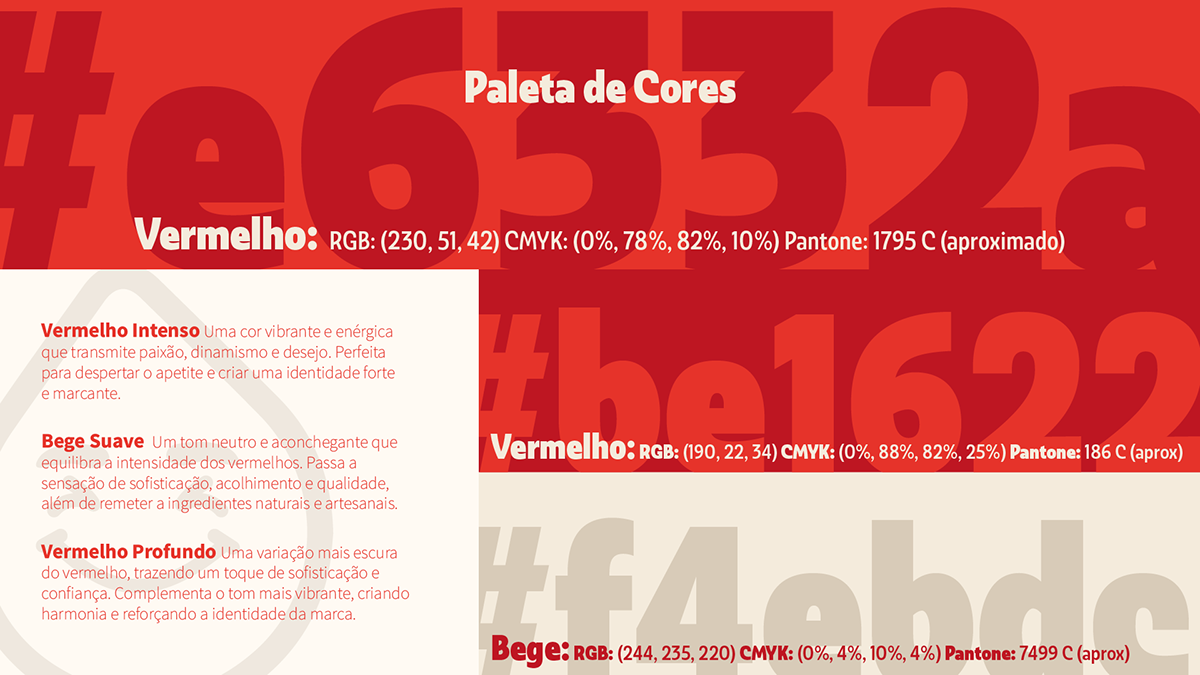 #e6332a
Paleta de Cores
Vermelho: RGB: (230, 51, 42) CMYK: (0%, 78%, 82%, 10%) Pantone: 1795 C (aproximado)
Vermelho Intenso Uma cor vibrante e enérgica
que transmite paixão, dinamismo e desejo. Perfeita
para despertar o apetite e criar uma identidade forte
e marcante.
Bege Suave Um tom neutro e aconchegante que
equilibra a intensidade dos vermelhos. Passa a
sensação de sofisticação, acolhimento e qualidade,
além de remeter a ingredientes naturais e artesanais.
Vermelho Profundo Uma variação mais escura
do vermelho, trazendo um toque de sofisticação e
confiança. Complementa o tom mais vibrante, criando
harmonia e reforçando a identidade da marca.
#be1622
Vermelho: RGB: (190, 22, 34) CMYK: (0%, 88%, 82%, 25%) Pantone: 186 C (aprox)
#f4ebdc
Bege: RGB: (244, 235, 220) CMYK: (0%, 4%, 10%, 4%) Pantone: 7499 C (aprox)